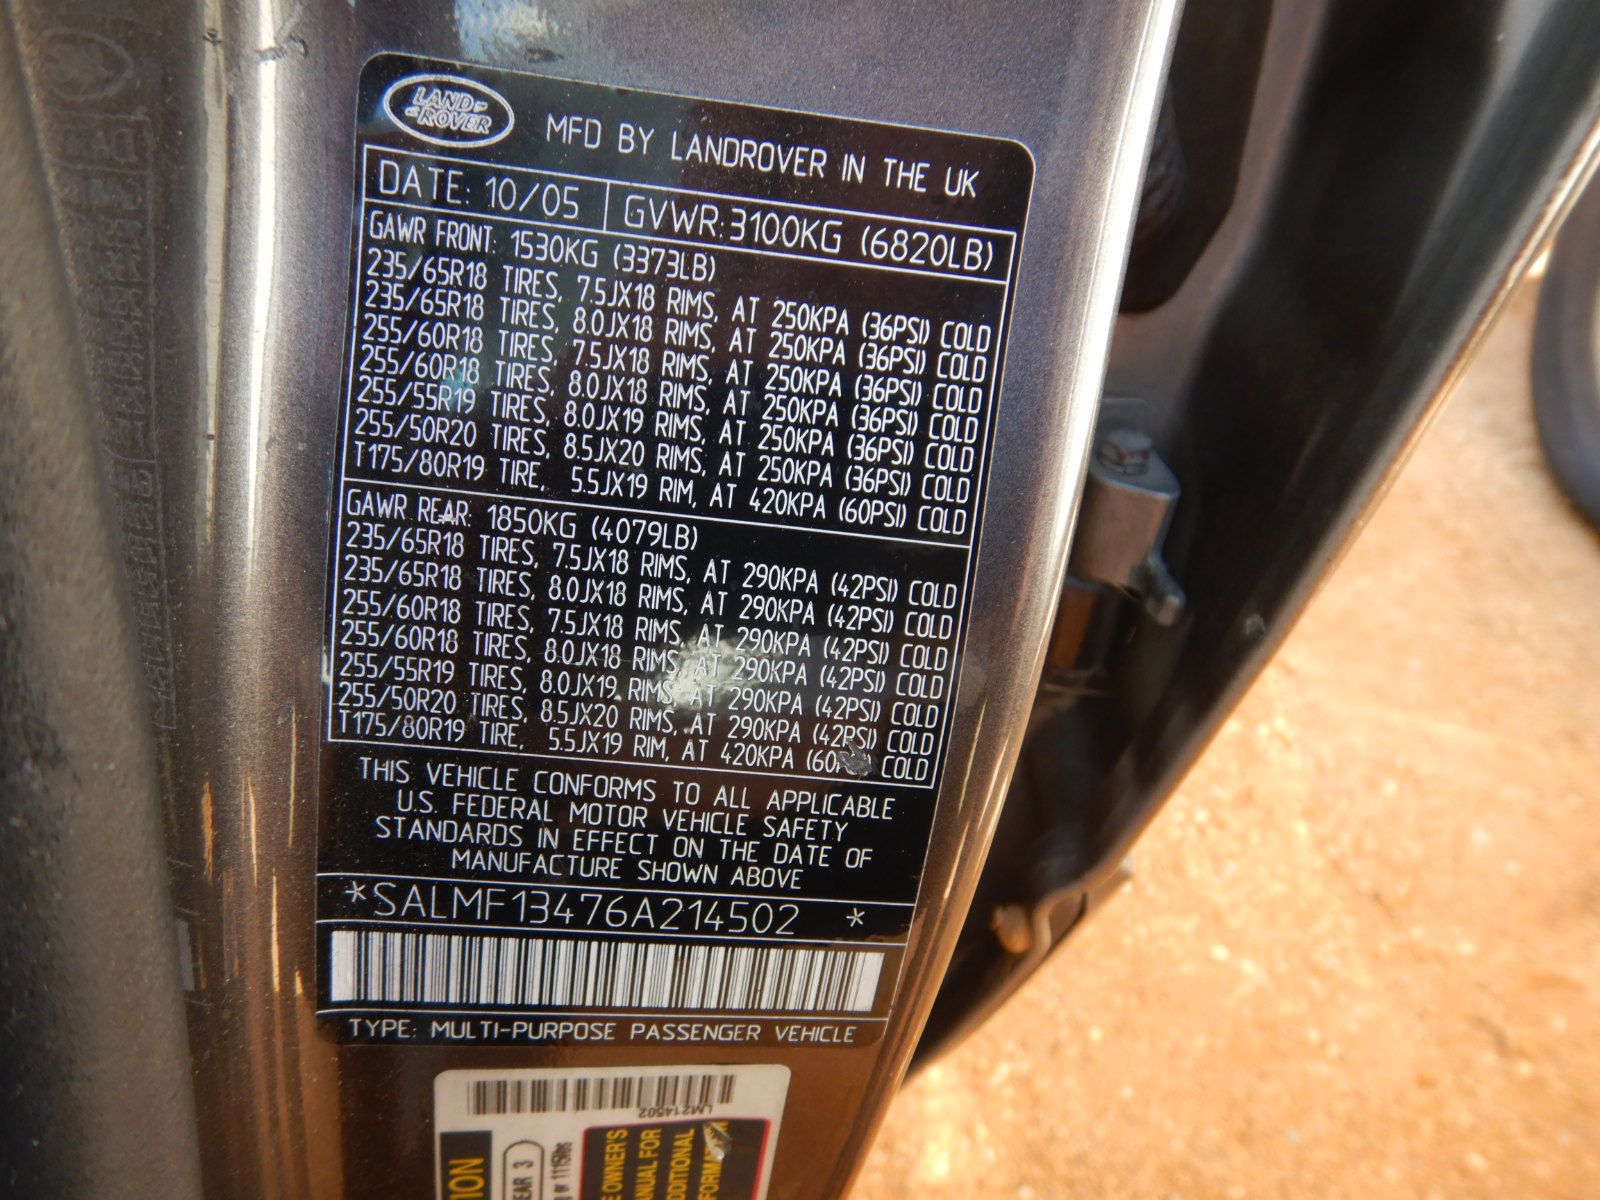 LAND-
-ROVER
MFD BY LANDROVER IN THE UK
DATE: 10/05 GVWR:3100KG (6820LB)
GAWR FRONT: 1530KG (3373LB)
235/65R18 TIRES, 7.5JX18 RIMS, AT 250KPA (36PSI) COLD
235/65R18 TIRES, 8.0JX18 RIMS, AT 250KPA (36PSI) COLD
255/60R18 TIRES, 7.5JX18 RIMS, AT 250KPA (36PSI) COLD
255/60R18 TIRES, 8.0JX18 RIMS, AT 250KPA (36PSI) COLD
255/55R19 TIRES, 8.0JX19 RIMS, AT 250KPA (36PSI) COLD
255/50R20 TIRES, 8.5JX20 RIMS, AT 250KPA (36PSI) COLD
T175/80R19 TIRE, 5.5JX19 RIM, AT 420KPA (60PSI) COLD
GAWR REAR: 1850KG (4079LB)
235/65R18 TIRES, 7.5JX18 RIMS, AT 290KPA (42PSI) COLD
235/65R18 TIRES, 8.0JX18 RIMS, AT 290KPA (42PSI) COLD
255/60R18 TIRES, 7.5JX18 RIMS, AT 290KPA (42PSI) COLD
255/60R18 TIRES, 8.0JX18 RIMS, AT 290KPA (42PSI) COLD
255/55R19 TIRES, 8.0JX19 RIMS, AT 290KPA (42PSI) COLD
255/50R20 TIRES, 8.5JX20 RIMS, AT 290KPA (42PSI) COLD
T175/80R19 TIRE, 5.5JX19 RIM, AT 420KPA (60PSI) COLD
THIS VEHICLE CONFORMS TO ALL APPLICABLE
U.S. FEDERAL MOTOR VEHICLE SAFETY
STANDARDS IN EFFECT ON THE DATE OF
MANUFACTURE SHOWN ABOVE
*SALMF13476A214502 *
TYPE: MULTI-PURPOSE PASSENGER VEHICLE
LM214502
EAR 3
or 1115lbs
OWNER'S
FOR